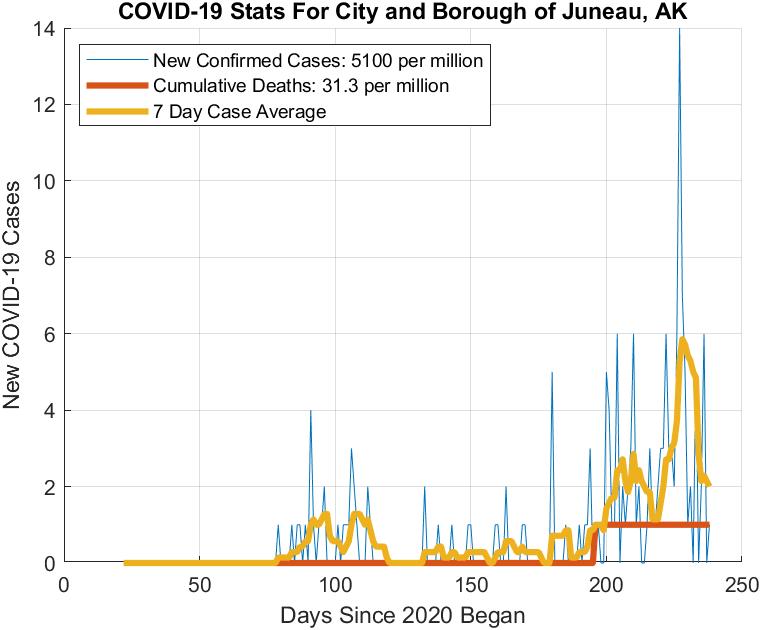 COVID-19 Stats For City and Borough of Juneau, AK
New Confirmed Cases: 5100 per million
Cumulative Deaths: 31.3 per million
7 Day Case Average
New COVID-19 Cases
14
12
10
8
6
4
2
0
0 50 100 150 200 250
Days Since 2020 Began